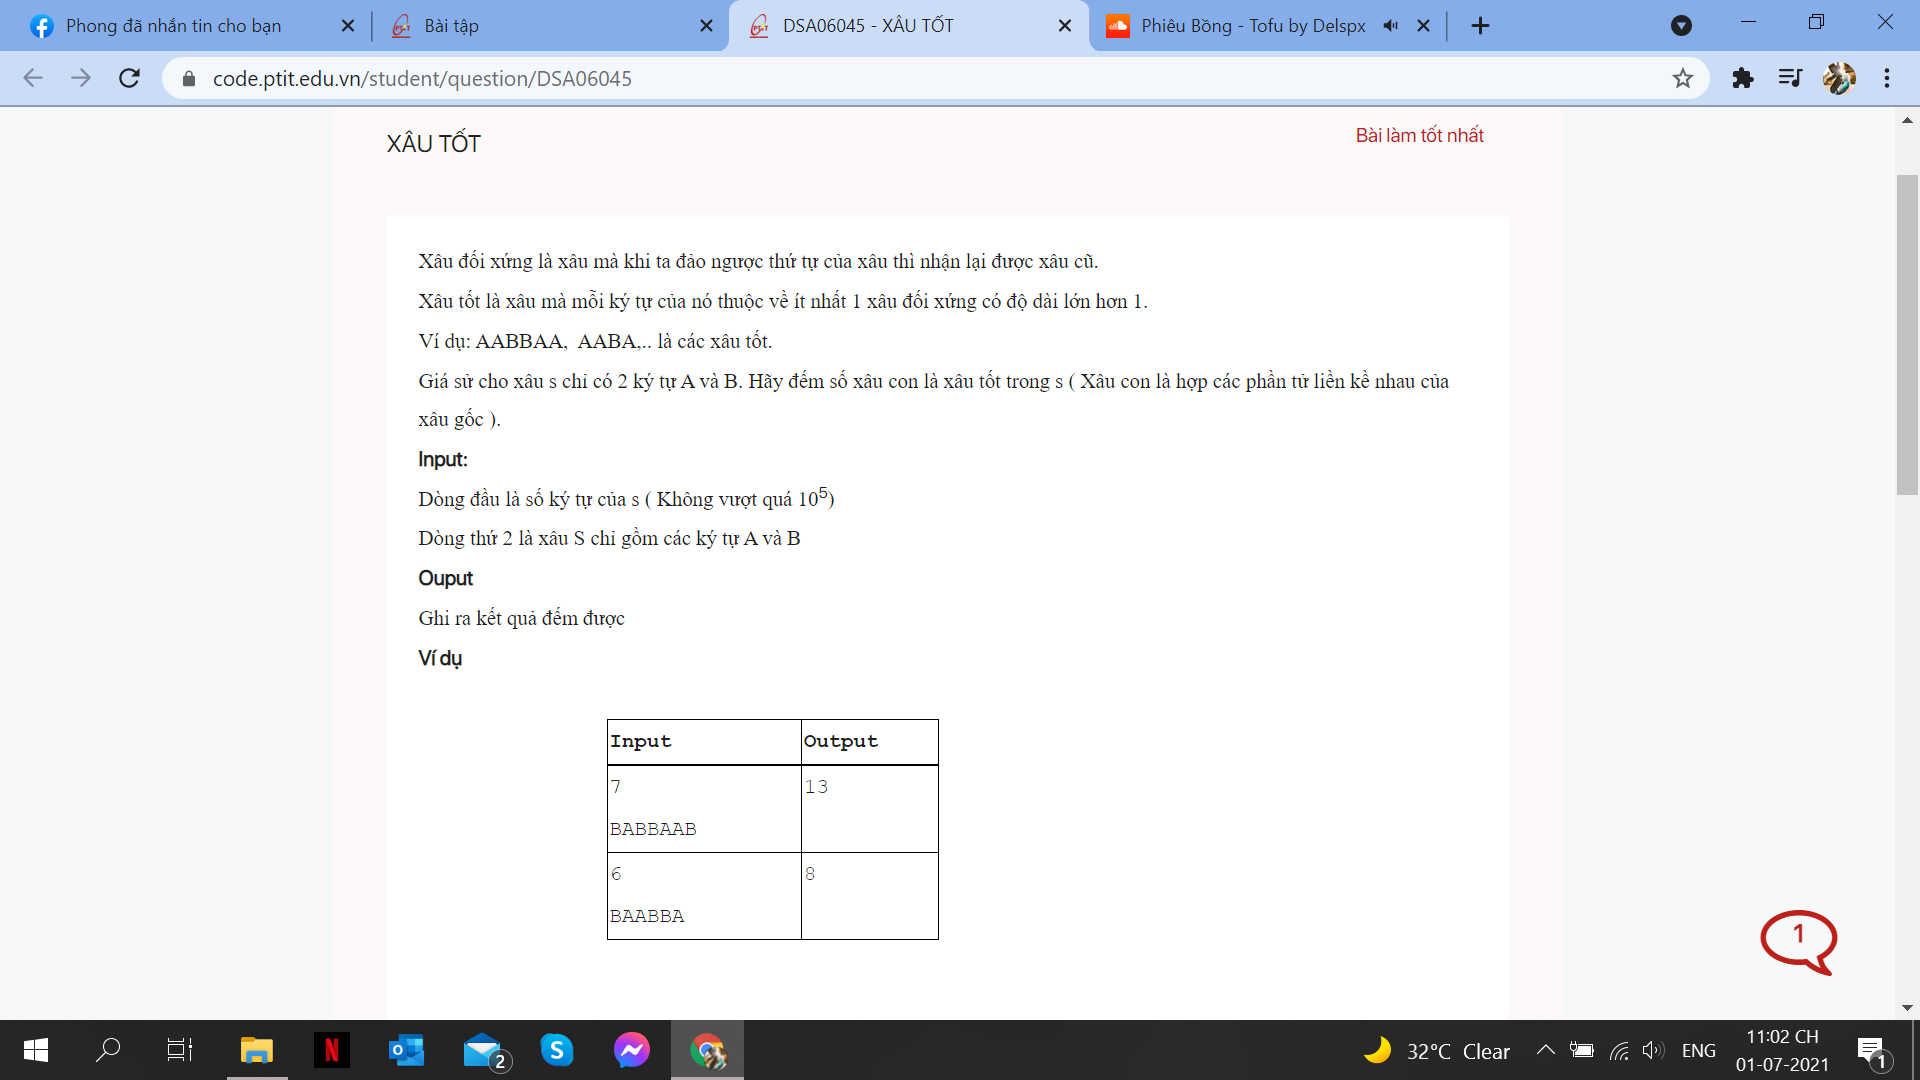 Phong đã nhắn tin cho bạn
Bài tập
DSA06045 - XÂU TỐT
Phiêu Bồng - Tofu by Delspx
code.ptit.edu.vn/student/question/DSA06045
XÂU TỐT
Bài làm tốt nhất
Xâu đối xứng là xâu mà khi ta đảo ngược thứ tự của xâu thì nhận lại được xâu cũ.
Xâu tốt là xâu mà mỗi ký tự của nó thuộc về ít nhất 1 xâu đối xứng có độ dài lớn hơn 1.
Ví dụ: AABBAA, AABA,.. là các xâu tốt.
Giá sử cho xâu s chỉ có 2 ký tự A và B. Hãy đếm số xâu con là xâu tốt trong s ( Xâu con là hợp các phần tử liền kề nhau của
xâu gốc ).
Input:
Dòng đầu là số ký tự của s ( Không vượt quá 10⁵)
Dòng thứ 2 là xâu S chỉ gồm các ký tự A và B
Ouput
Ghi ra kết quả đếm được
Ví dụ
Input Output
7 13
BABBAAB
6 8
BAABBA
1
N
2
32°C Clear
ENG
11:02 CH
01-07-2021
1